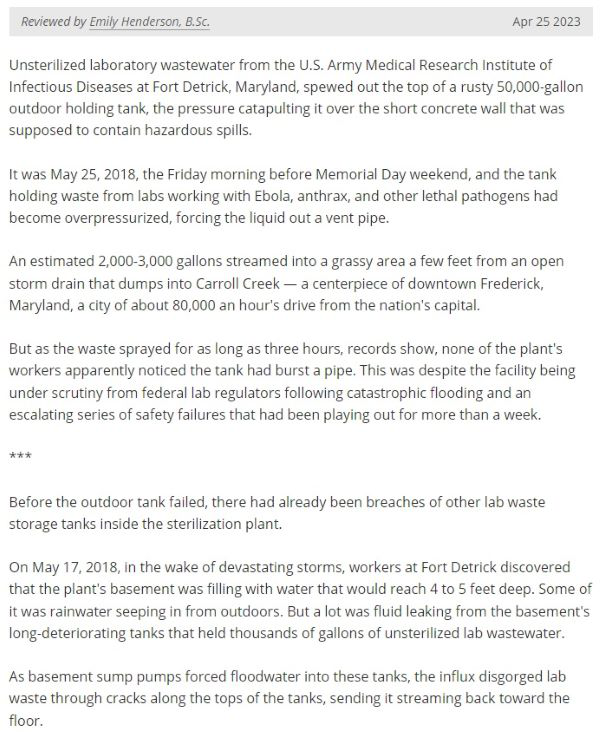 Reviewed by Emily Henderson, B.Sc.
Apr 25 2023
Unsterilized laboratory wastewater from the U.S. Army Medical Research Institute of
Infectious Diseases at Fort Detrick, Maryland, spewed out the top of a rusty 50,000-gallon
outdoor holding tank, the pressure catapulting it over the short concrete wall that was
supposed to contain hazardous spills.
It was May 25, 2018, the Friday morning before Memorial Day weekend, and the tank
holding waste from labs working with Ebola, anthrax, and other lethal pathogens had
become overpressurized, forcing the liquid out a vent pipe.
An estimated 2,000-3,000 gallons streamed into a grassy area a few feet from an open
storm drain that dumps into Carroll Creek — a centerpiece of downtown Frederick,
Maryland, a city of about 80,000 an hour's drive from the nation's capital.
But as the waste sprayed for as long as three hours, records show, none of the plant's
workers apparently noticed the tank had burst a pipe. This was despite the facility being
under scrutiny from federal lab regulators following catastrophic flooding and an
escalating series of safety failures that had been playing out for more than a week.
***
Before the outdoor tank failed, there had already been breaches of other lab waste
storage tanks inside the sterilization plant.
On May 17, 2018, in the wake of devastating storms, workers at Fort Detrick discovered
that the plant's basement was filling with water that would reach 4 to 5 feet deep. Some of
it was rainwater seeping in from outdoors. But a lot was fluid leaking from the basement's
long-deteriorating tanks that held thousands of gallons of unsterilized lab wastewater.
As basement sump pumps forced floodwater into these tanks, the influx disgorged lab
waste through cracks along the tops of the tanks, sending it streaming back toward the
floor.